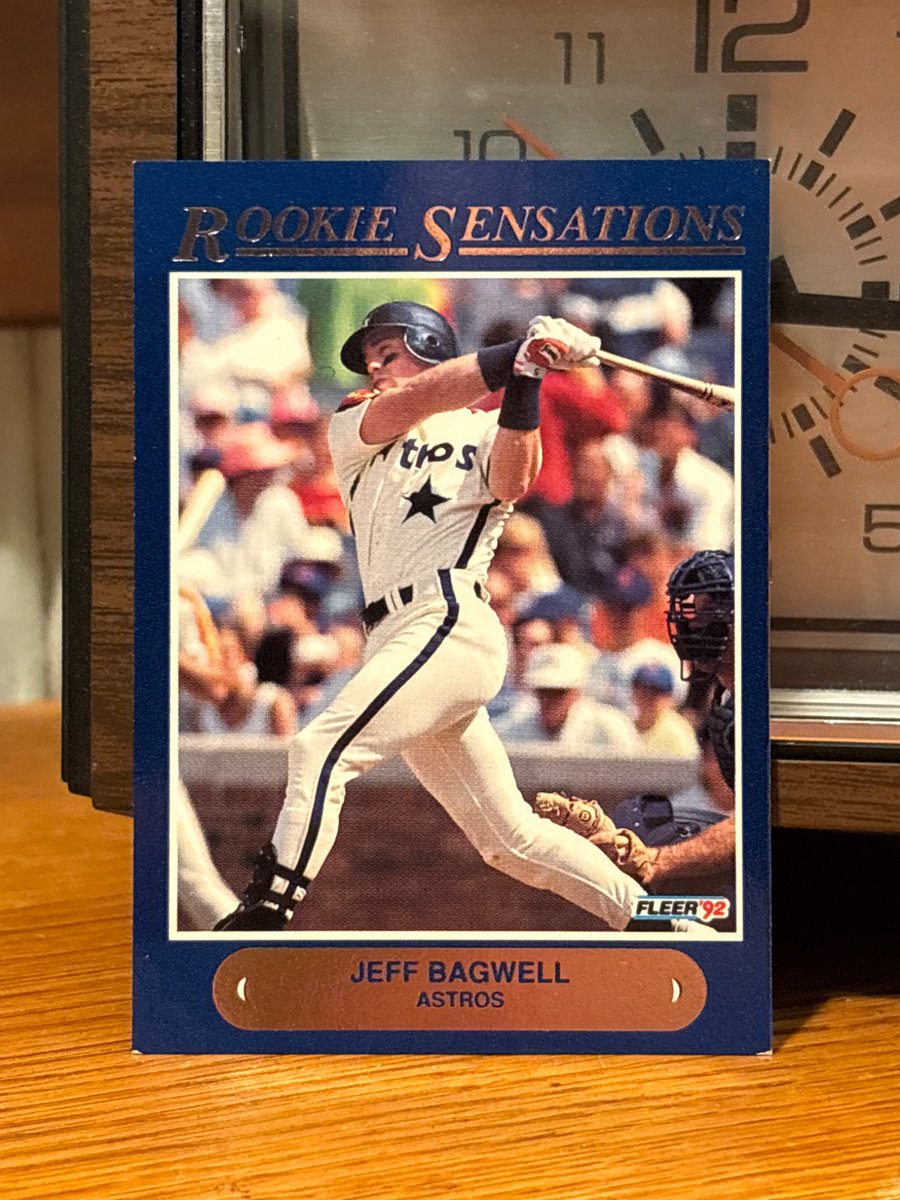 11
12
10
ROOKIE SENSATIONS
tros
5
FLEER '92
JEFF BAGWELL
ASTROS